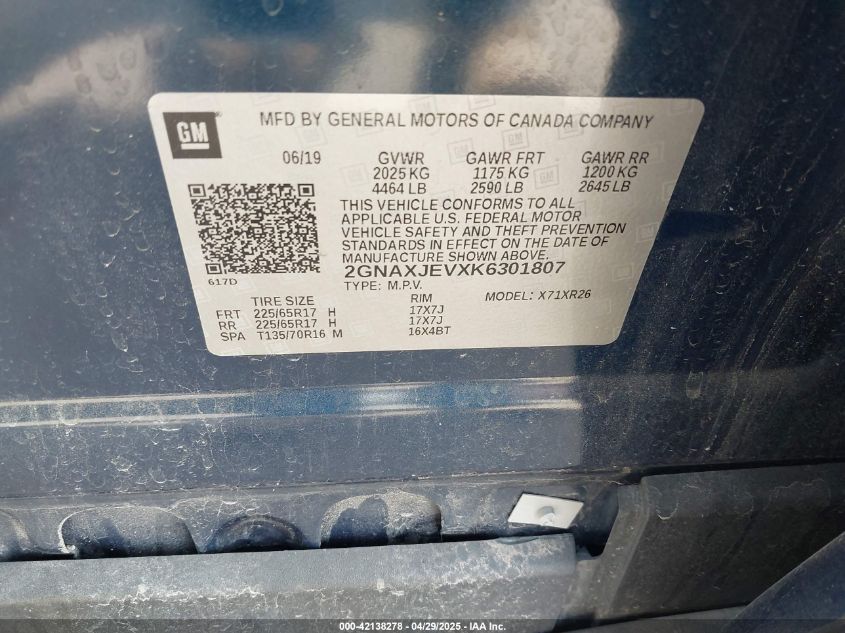 GM
MFD BY GENERAL MOTORS OF CANADA COMPANY
06/19 GVWR GAWR FRT GAWR RR
2025 KG 1175 KG 1200 KG
4464 LB 2590 LB 2645 LB
THIS VEHICLE CONFORMS TO ALL
APPLICABLE U.S. FEDERAL MOTOR
VEHICLE SAFETY AND THEFT PREVENTION
STANDARDS IN EFFECT ON THE DATE OF
MANUFACTURE SHOWN ABOVE.
617D
2GNAXJEVXK6301807
TYPE: M.P.V. MODEL: X71XR26
TIRE SIZE RIM
FRT 225/65R17 H 17X7J
RR 225/65R17 H 17X7J
SPA T135/70R16 M 16X4BT
000-42138278 - 04/29/2025 - IAA Inc.